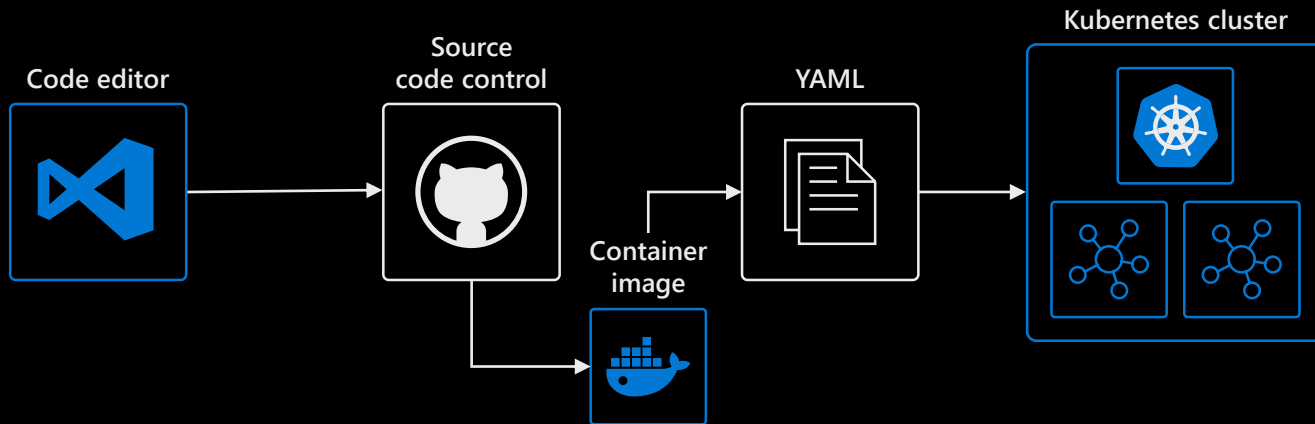 Code editor
Source
code control
Container
image
YAML
Kubernetes cluster